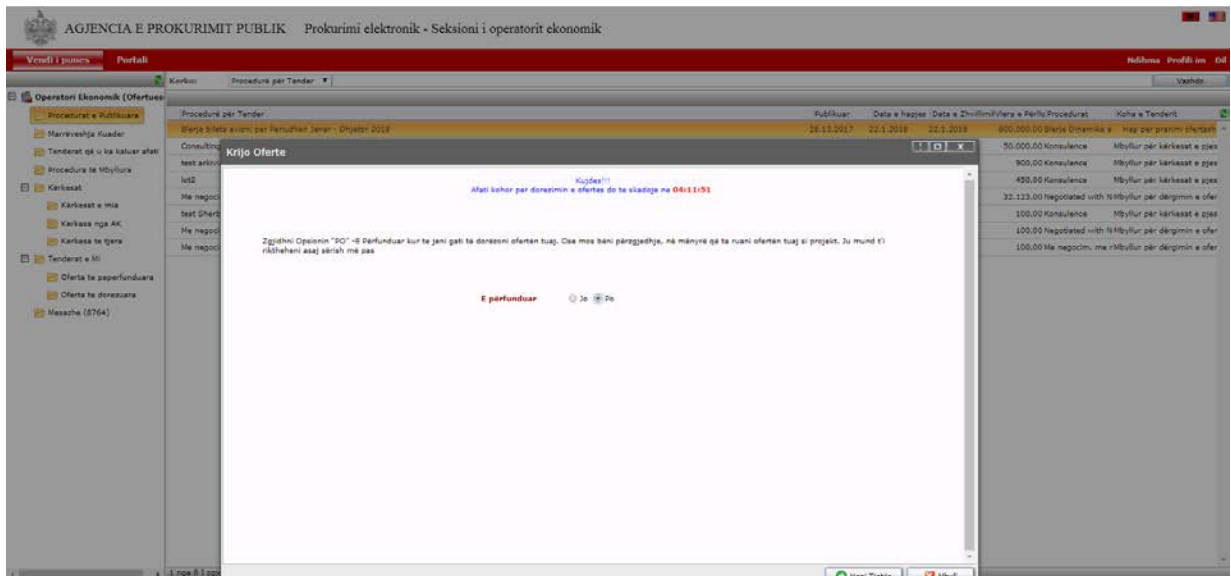 AGJENCIA E PROKURIMIT PUBLIK Prokurimi elektronik - Seksioni i operatorit ekonomik
Vendi i punes Portali Ndihma Profili im Dil
Kerko: Procedurë për Tender Vazhdo
Operatori Ekonomik (Ofertues
Procedurat e Publikuara
Marrëveshje Kuader
Tenderat që u ka kaluar afati
Procedura të Mbyllura
Kërkesat
Kërkesat e mia
Kerkesa nga AK
Kërkesa te tjera
Tenderat e Mi
Oferta te paperfunduara
Oferta te dorezuara
Mesazhe (8764)
Procedurë për Tender Publikuar Data e hapjes Data e Zhvillimit Vlera e Përllo Procedurat Koha e Tenderit
Blerje bileta avioni per Periudhen Janar - Dhjetor 2018 28.13.2017 22.1.2018 22.1.2018 800.000,00 Blerje Dinamike Hap per pranim ofertash
Consulting 50.000,00 Konsulence Mbyllur për kërkesat e pjes
test arkiv 900,00 Konsulence Mbyllur për kërkesat e pjes
lot2 450,00 Konsulence Mbyllur për kërkesat e pjes
Me negoci 32.123,00 Negotiated with N Mbyllur për dërgimin e ofer
test Sherb 100,00 Konsulence Mbyllur për kërkesat e pjes
Me negoci 100,00 Negotiated with N Mbyllur për dërgimin e ofer
Me negoci 100,00 Me negocim, me r Mbyllur për dërgimin e ofer
Krijo Oferte
Kujdes!!!
Afati kohor per dorezimin e ofertes do te skadoje ne 04:11:51
Zgjidhni Opsionin "PO" -E Përfunduar kur te jeni gati të dorëzoni ofertën tuaj. Ose mos bëni përzgjedhje, në mënyrë që ta ruani ofertën tuaj si projekt. Ju mund t'i
riktheheni asaj sërish më pas
E përfunduar Jo Po
Mbyll